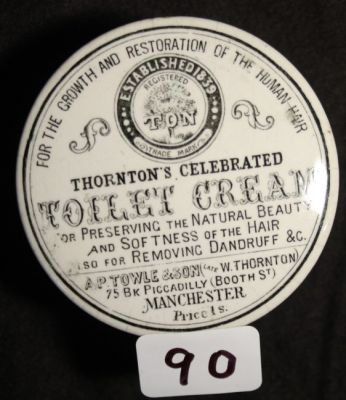 FOR THE GROWTH AND RESTORATION OF THE HUMAN HAIR
ESTABLISHED 1839
REGISTERED
TON
TRADE MARK
THORNTON'S CELEBRATED
TOILET CREAM
FOR PRESERVING THE NATURAL BEAUTY
AND SOFTNESS OF THE HAIR
ALSO FOR REMOVING DANDRUFF &C.
A P TOWLE & SON (LATE W. THORNTON)
75 BK PICCADILLY (BOOTH ST)
MANCHESTER
Price 1s.
90